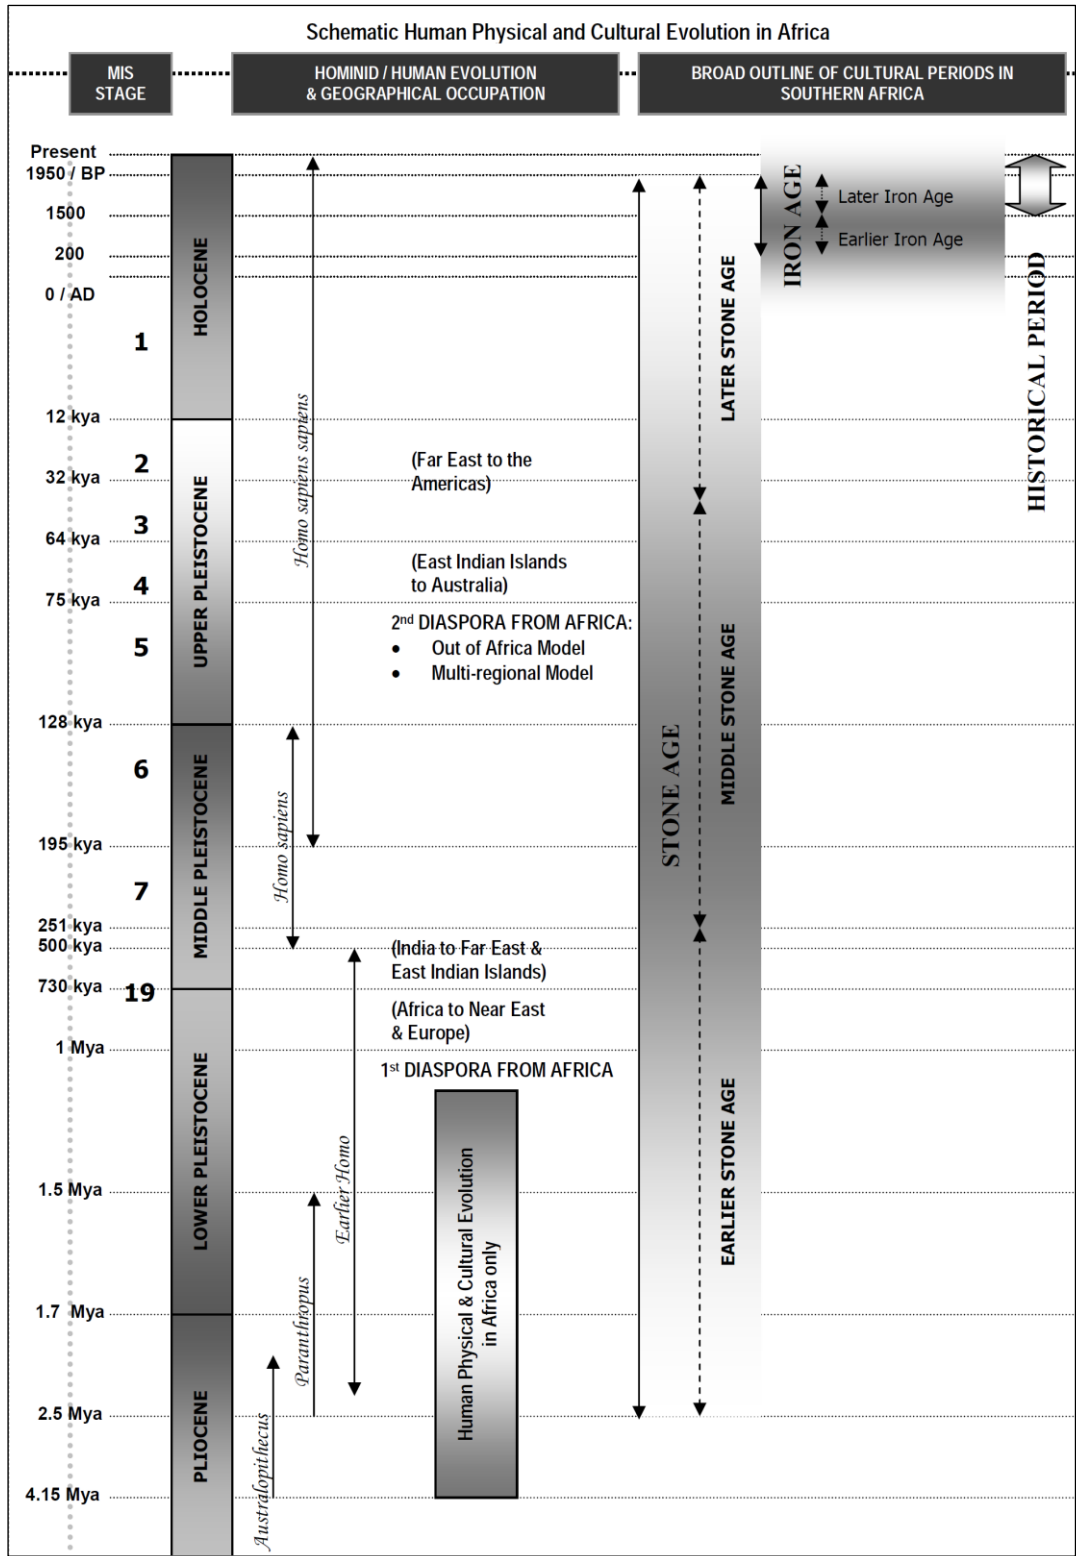 Schematic Human Physical and Cultural Evolution in Africa
MIS
STAGE
HOMINID / HUMAN EVOLUTION
& GEOGRAPHICAL OCCUPATION
BROAD OUTLINE OF CULTURAL PERIODS IN
SOUTHERN AFRICA
Present
1950 / BP
1500
200
0 / AD
12 kya
32 kya
64 kya
75 kya
128 kya
195 kya
251 kya
500 kya
730 kya
1 Mya
1.5 Mya
1.7 Mya
2.5 Mya
4.15 Mya
1
2
3
4
5
6
7
19
HOLOCENE
UPPER PLEISTOCENE
MIDDLE PLEISTOCENE
LOWER PLEISTOCENE
PLIOCENE
Homo sapiens sapiens
Homo sapiens
Earlier Homo
Paranthropus
Australopithecus
(Far East to the
Americas)
(East Indian Islands
to Australia)
2nd DIASPORA FROM AFRICA:
• Out of Africa Model
• Multi-regional Model
(India to Far East &
East Indian Islands)
(Africa to Near East
& Europe)
1st DIASPORA FROM AFRICA
Human Physical & Cultural Evolution
in Africa only
STONE AGE
LATER STONE AGE
MIDDLE STONE AGE
EARLIER STONE AGE
IRON AGE
Later Iron Age
Earlier Iron Age
HISTORICAL PERIOD